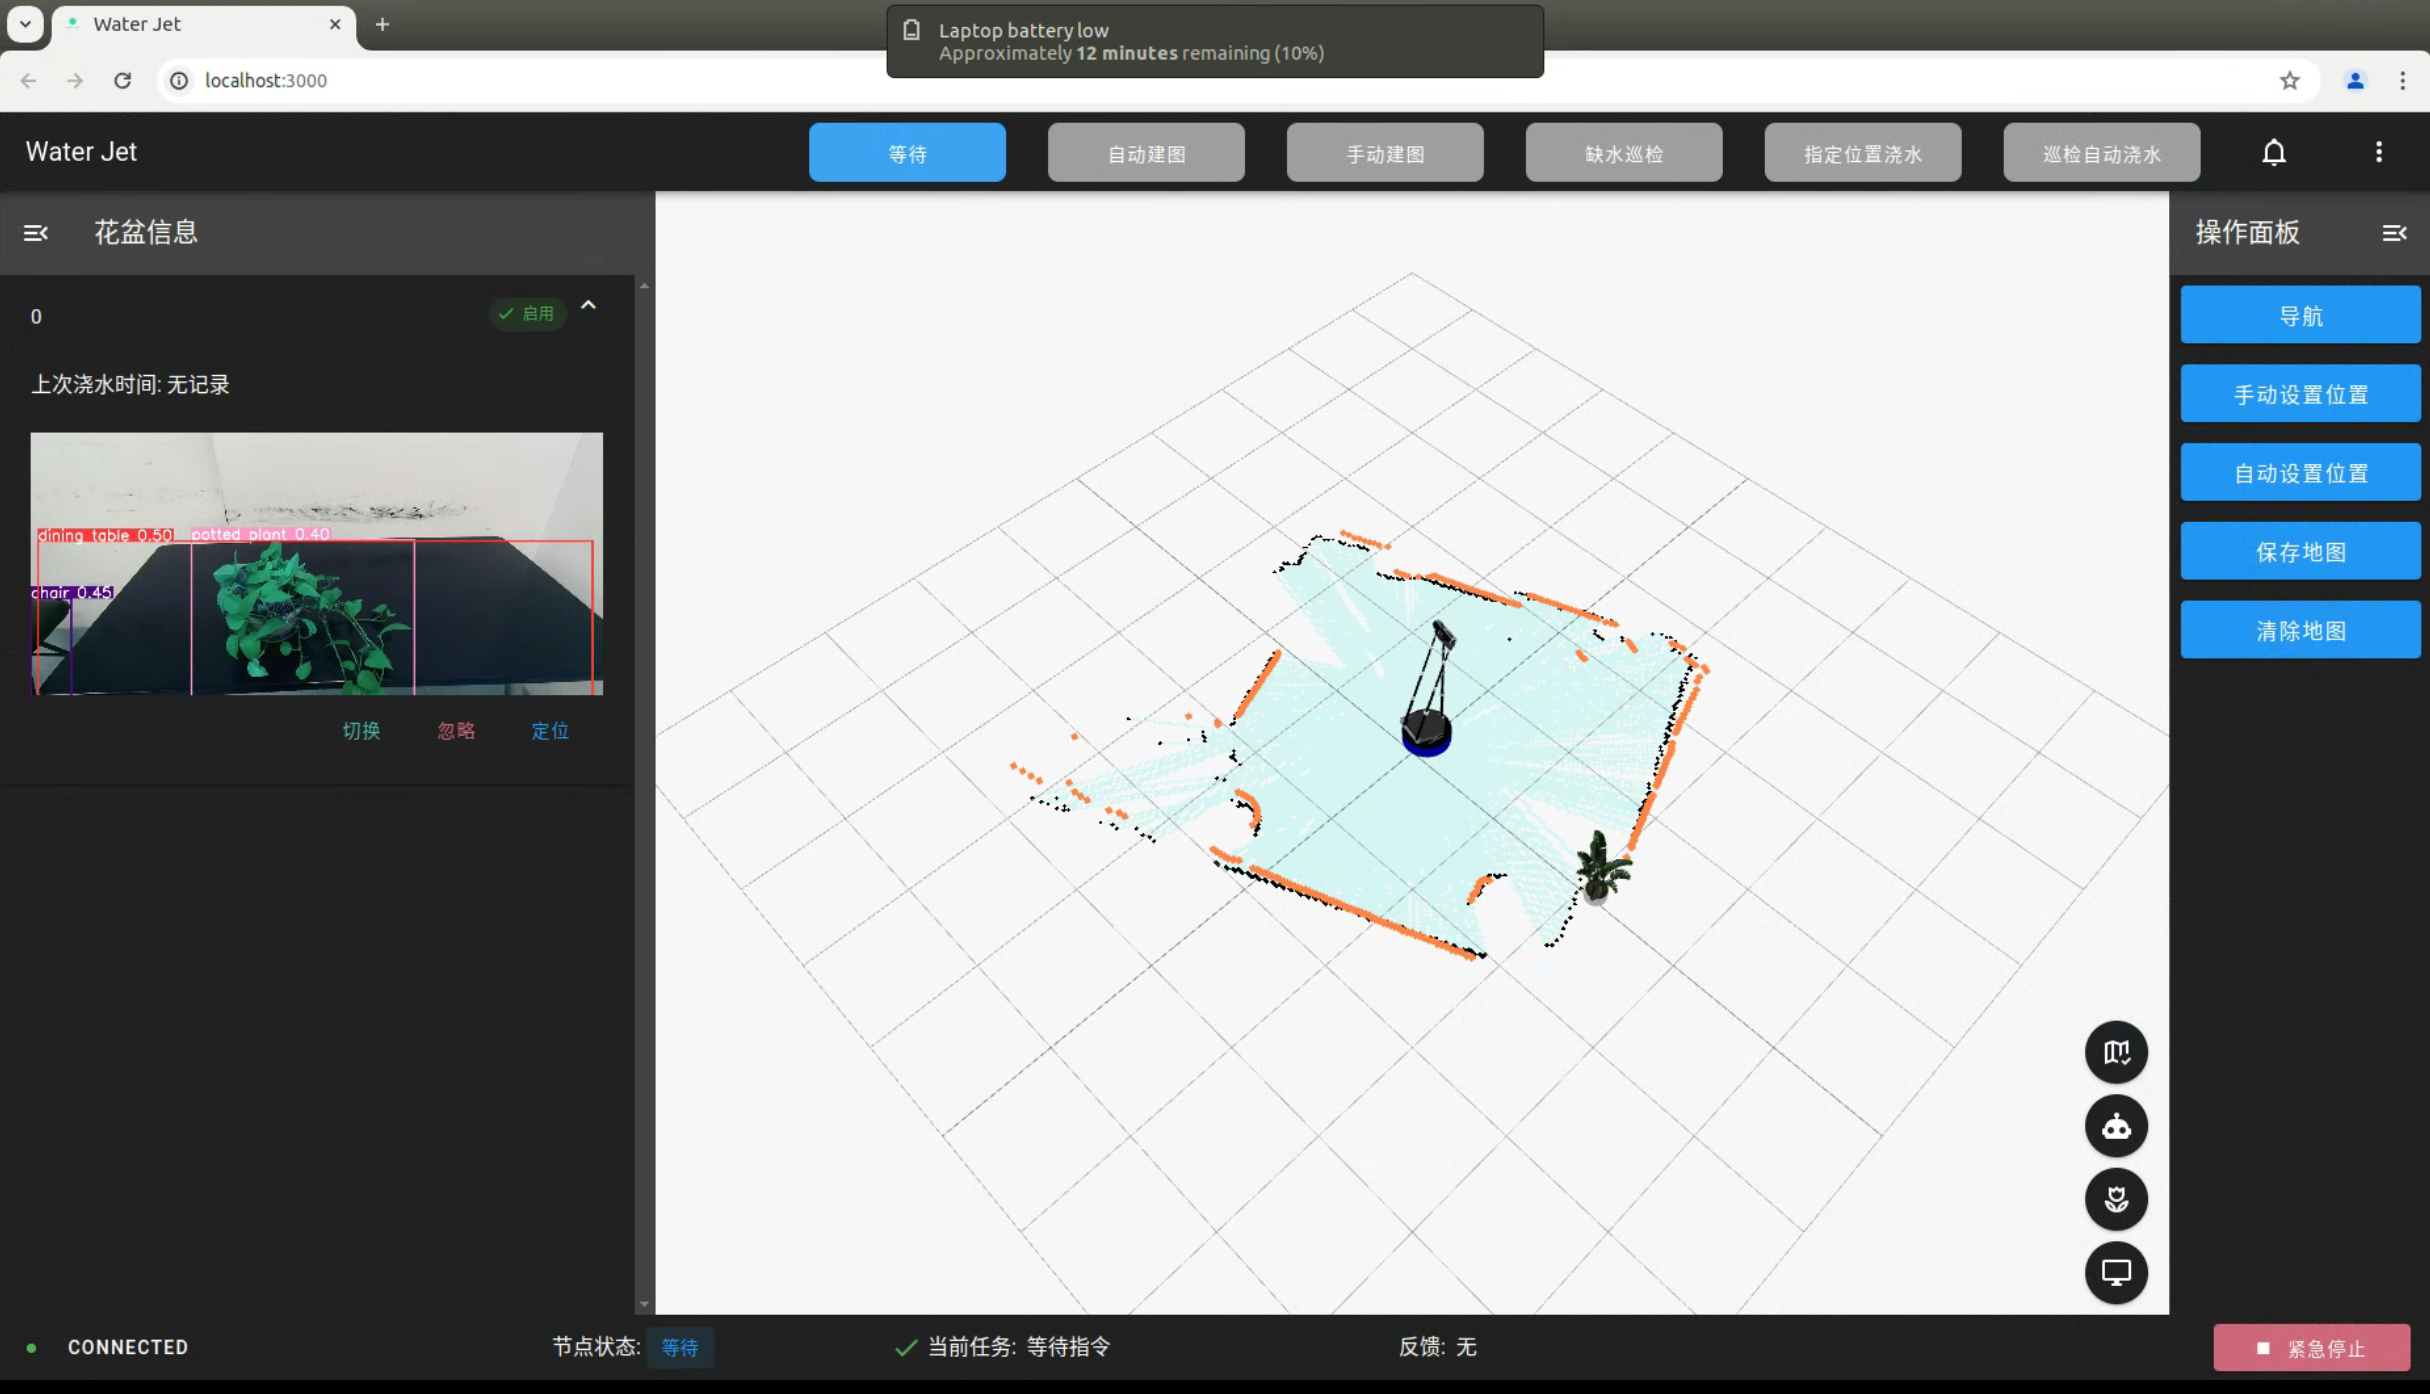 Water Jet
Laptop battery low
Approximately 12 minutes remaining (10%)
localhost:3000
Water Jet
等待
自动建图
手动建图
缺水巡检
指定位置浇水
巡检自动浇水
花盆信息
0
启用
上次浇水时间: 无记录
dining table 0.50
potted plant 0.40
chair 0.45
切换
忽略
定位
操作面板
导航
手动设置位置
自动设置位置
保存地图
清除地图
CONNECTED
节点状态: 等待
当前任务: 等待指令
反馈: 无
紧急停止